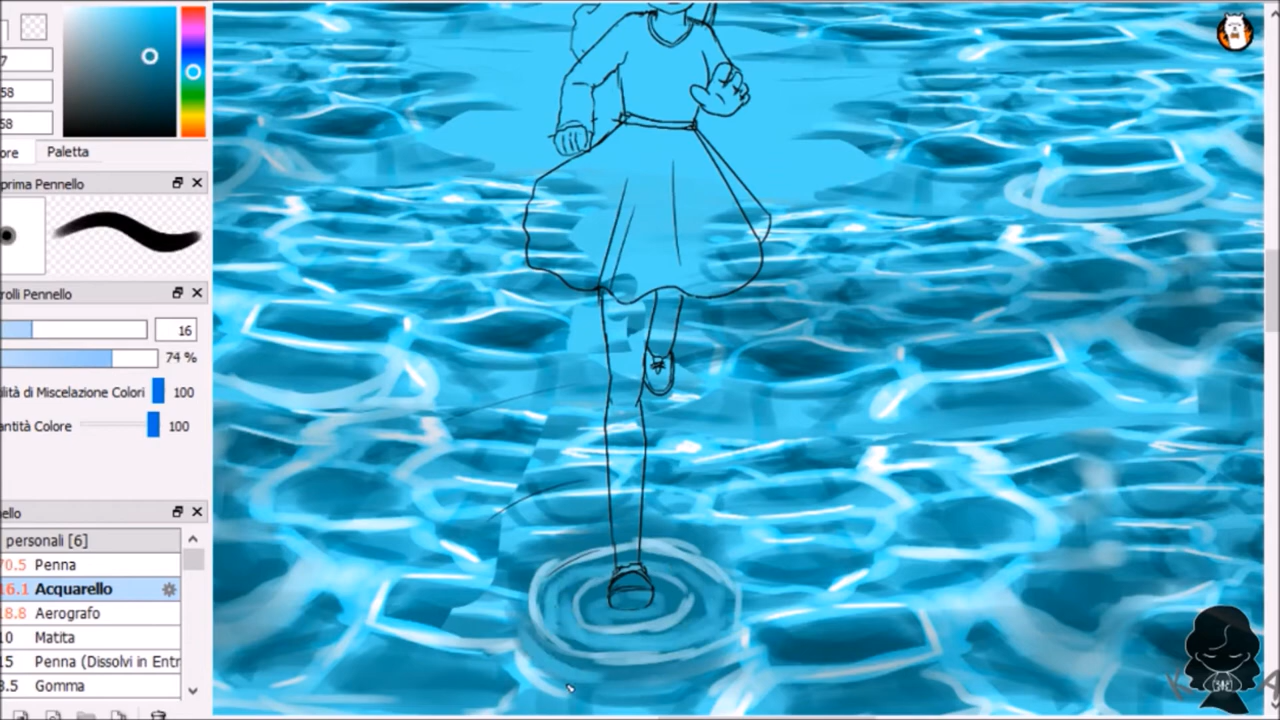 7
58
58
ore
Paletta
prima Pennello
rolli Pennello
16
74 %
lità di Miscelazione Colori
100
ntità Colore
100
ello
personali [6]
70.5 Penna
16.1 Acquarello
18.8 Aerografo
10 Matita
15 Penna (Dissolvi in Entr
8.5 Gomma